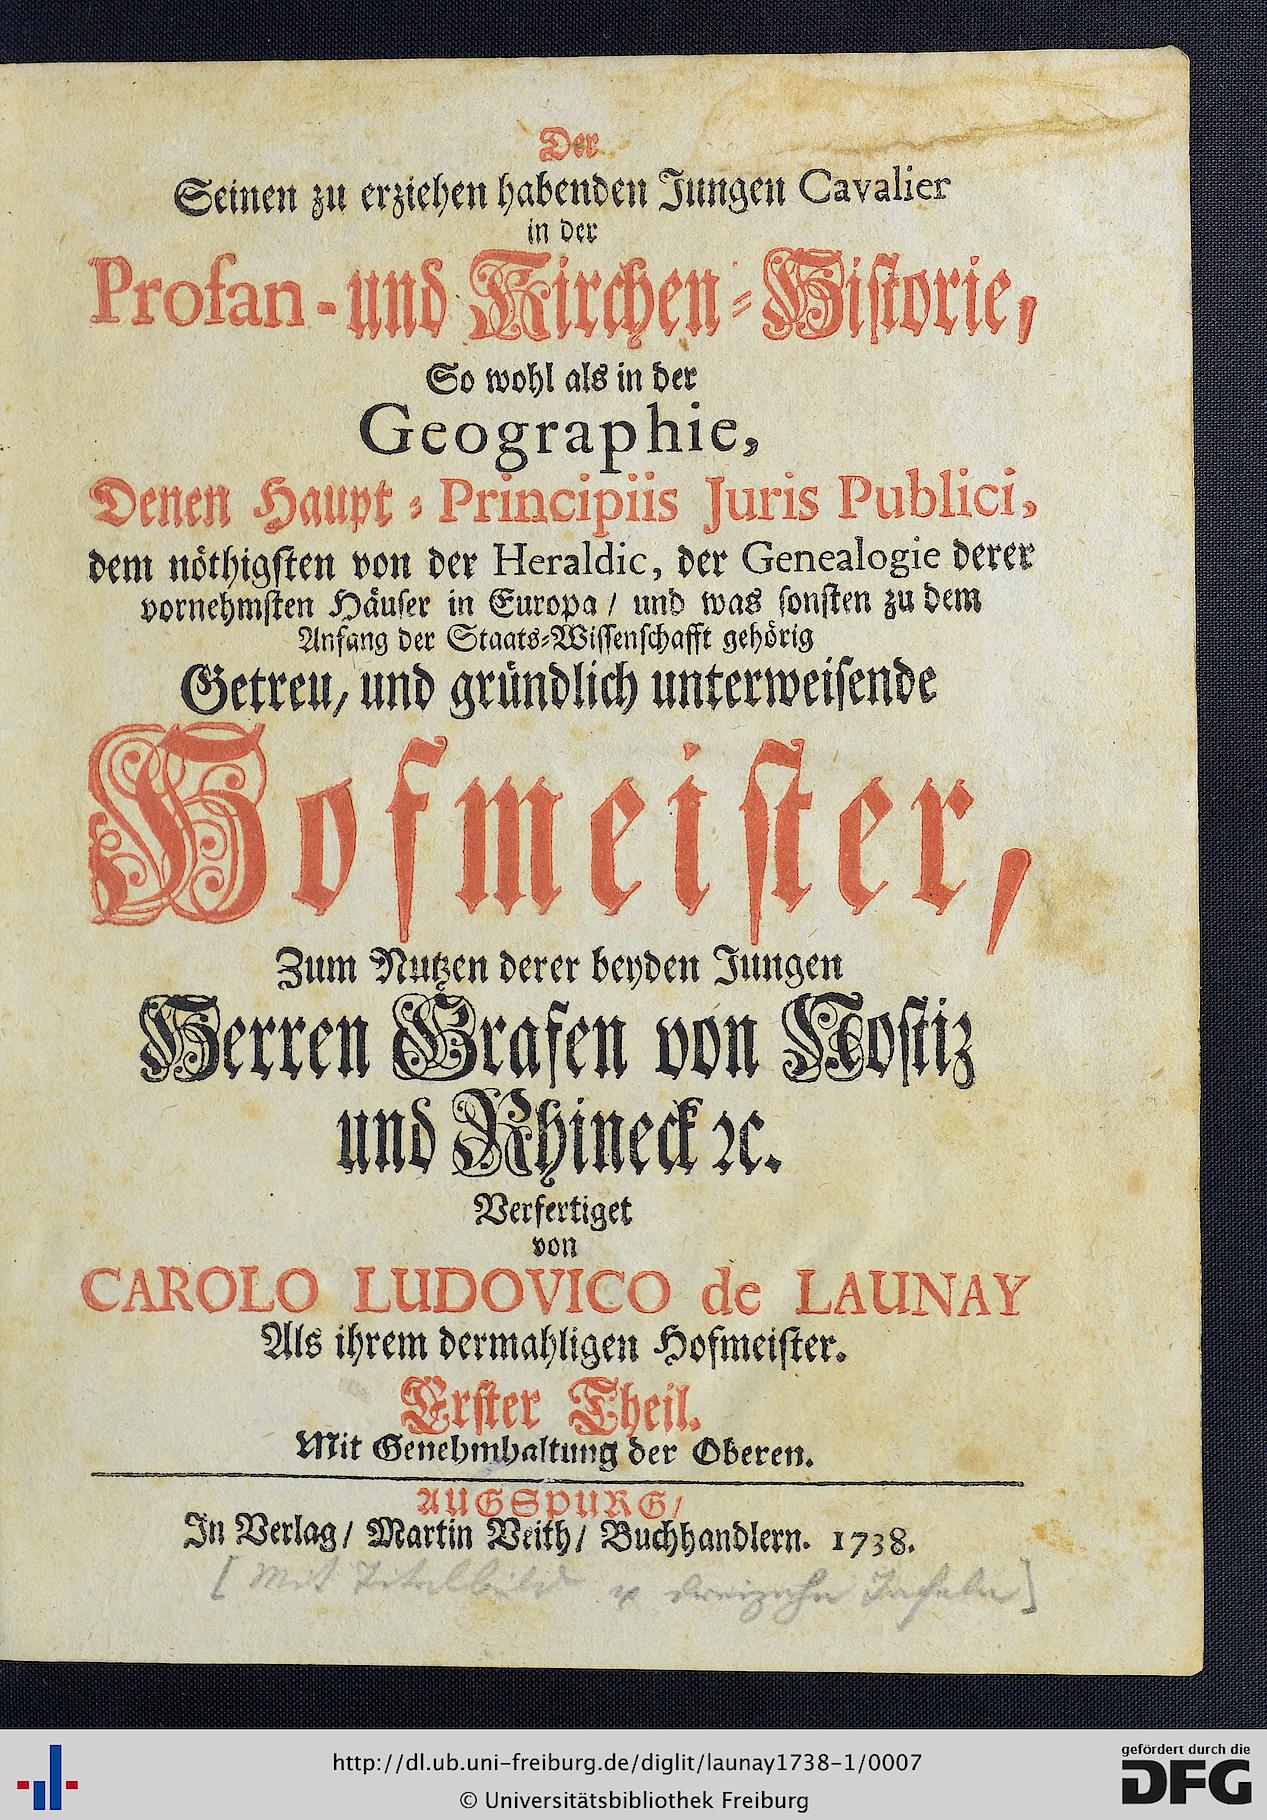 Der
Seinen zu erziehen habenden Jungen Cavalier
in der
Profan- und Kirchen-Historie,
So wohl als in der
Geographie,
Denen Haupt-Principiis Juris Publici,
dem nöthigsten von der Heraldic, der Genealogie derer
vornehmsten Häuser in Europa / und was sonsten zu dem
Anfang der Staats-Wissenschafft gehörig
Getreu, und gründlich unterweisende
Hofmeister,
Zum Nutzen derer beyden Jungen
Herren Grafen von Nostiz
und Rhineck ꝛc.
Verfertiget
von
CAROLO LUDOVICO de LAUNAY
Als ihrem dermahligen Hofmeister.
Erster Theil.
Mit Genehmhaltung der Oberen.
AUGSPURG /
In Verlag / Martin Veith / Buchhandlern. 1738.
[Mit Titelbild u dreizehn Tafeln]
http://dl.ub.uni-freiburg.de/diglit/launay1738-1/0007
© Universitätsbibliothek Freiburg
gefördert durch die
DFG